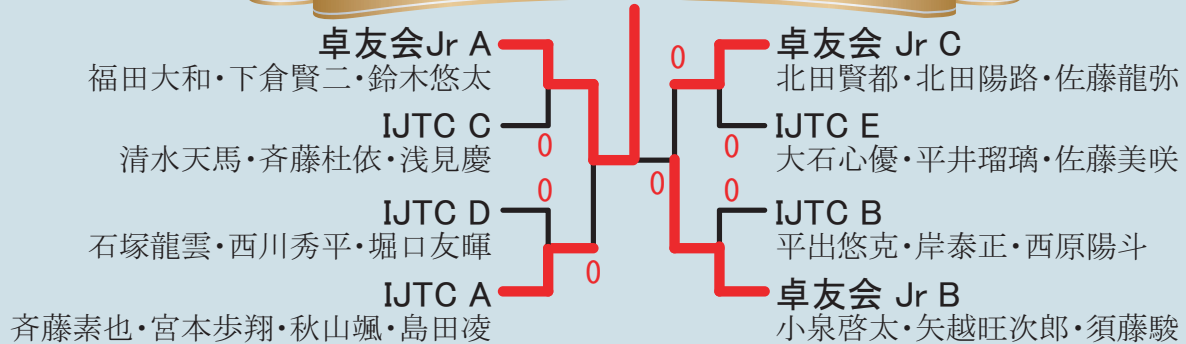 卓友会Jr A
福田大和・下倉賢二・鈴木悠太
IJTC C
清水天馬・斉藤杜依・浅見慶
0
0
IJTC D
石塚龍雲・西川秀平・堀口友暉
0
IJTC A
斉藤素也・宮本歩翔・秋山颯・島田凌
0
卓友会 Jr C
北田賢都・北田陽路・佐藤龍弥
0
IJTC E
大石心優・平井瑠璃・佐藤美咲
0
0
IJTC B
平出悠克・岸泰正・西原陽斗
卓友会 Jr B
小泉啓太・矢越旺次郎・須藤駿